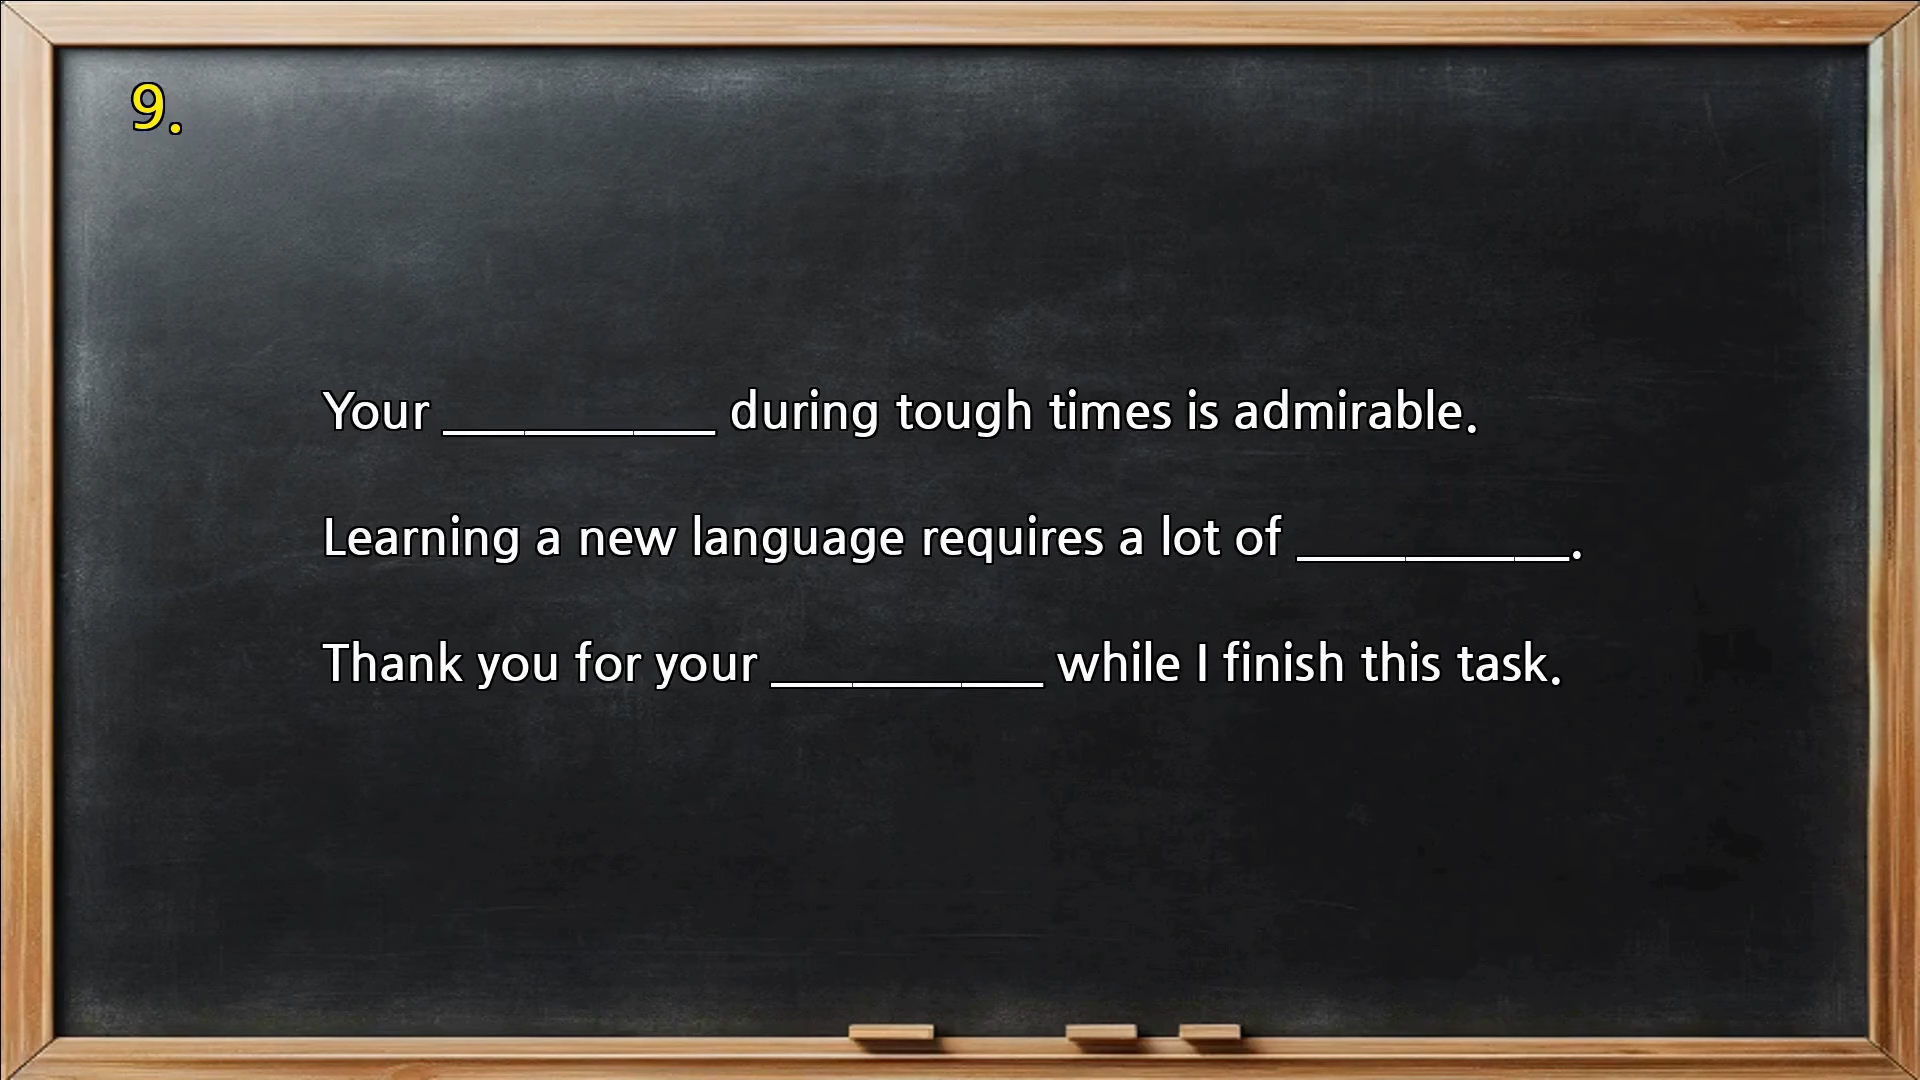 9.
Your __________ during tough times is admirable.
Learning a new language requires a lot of __________.
Thank you for your __________ while I finish this task.